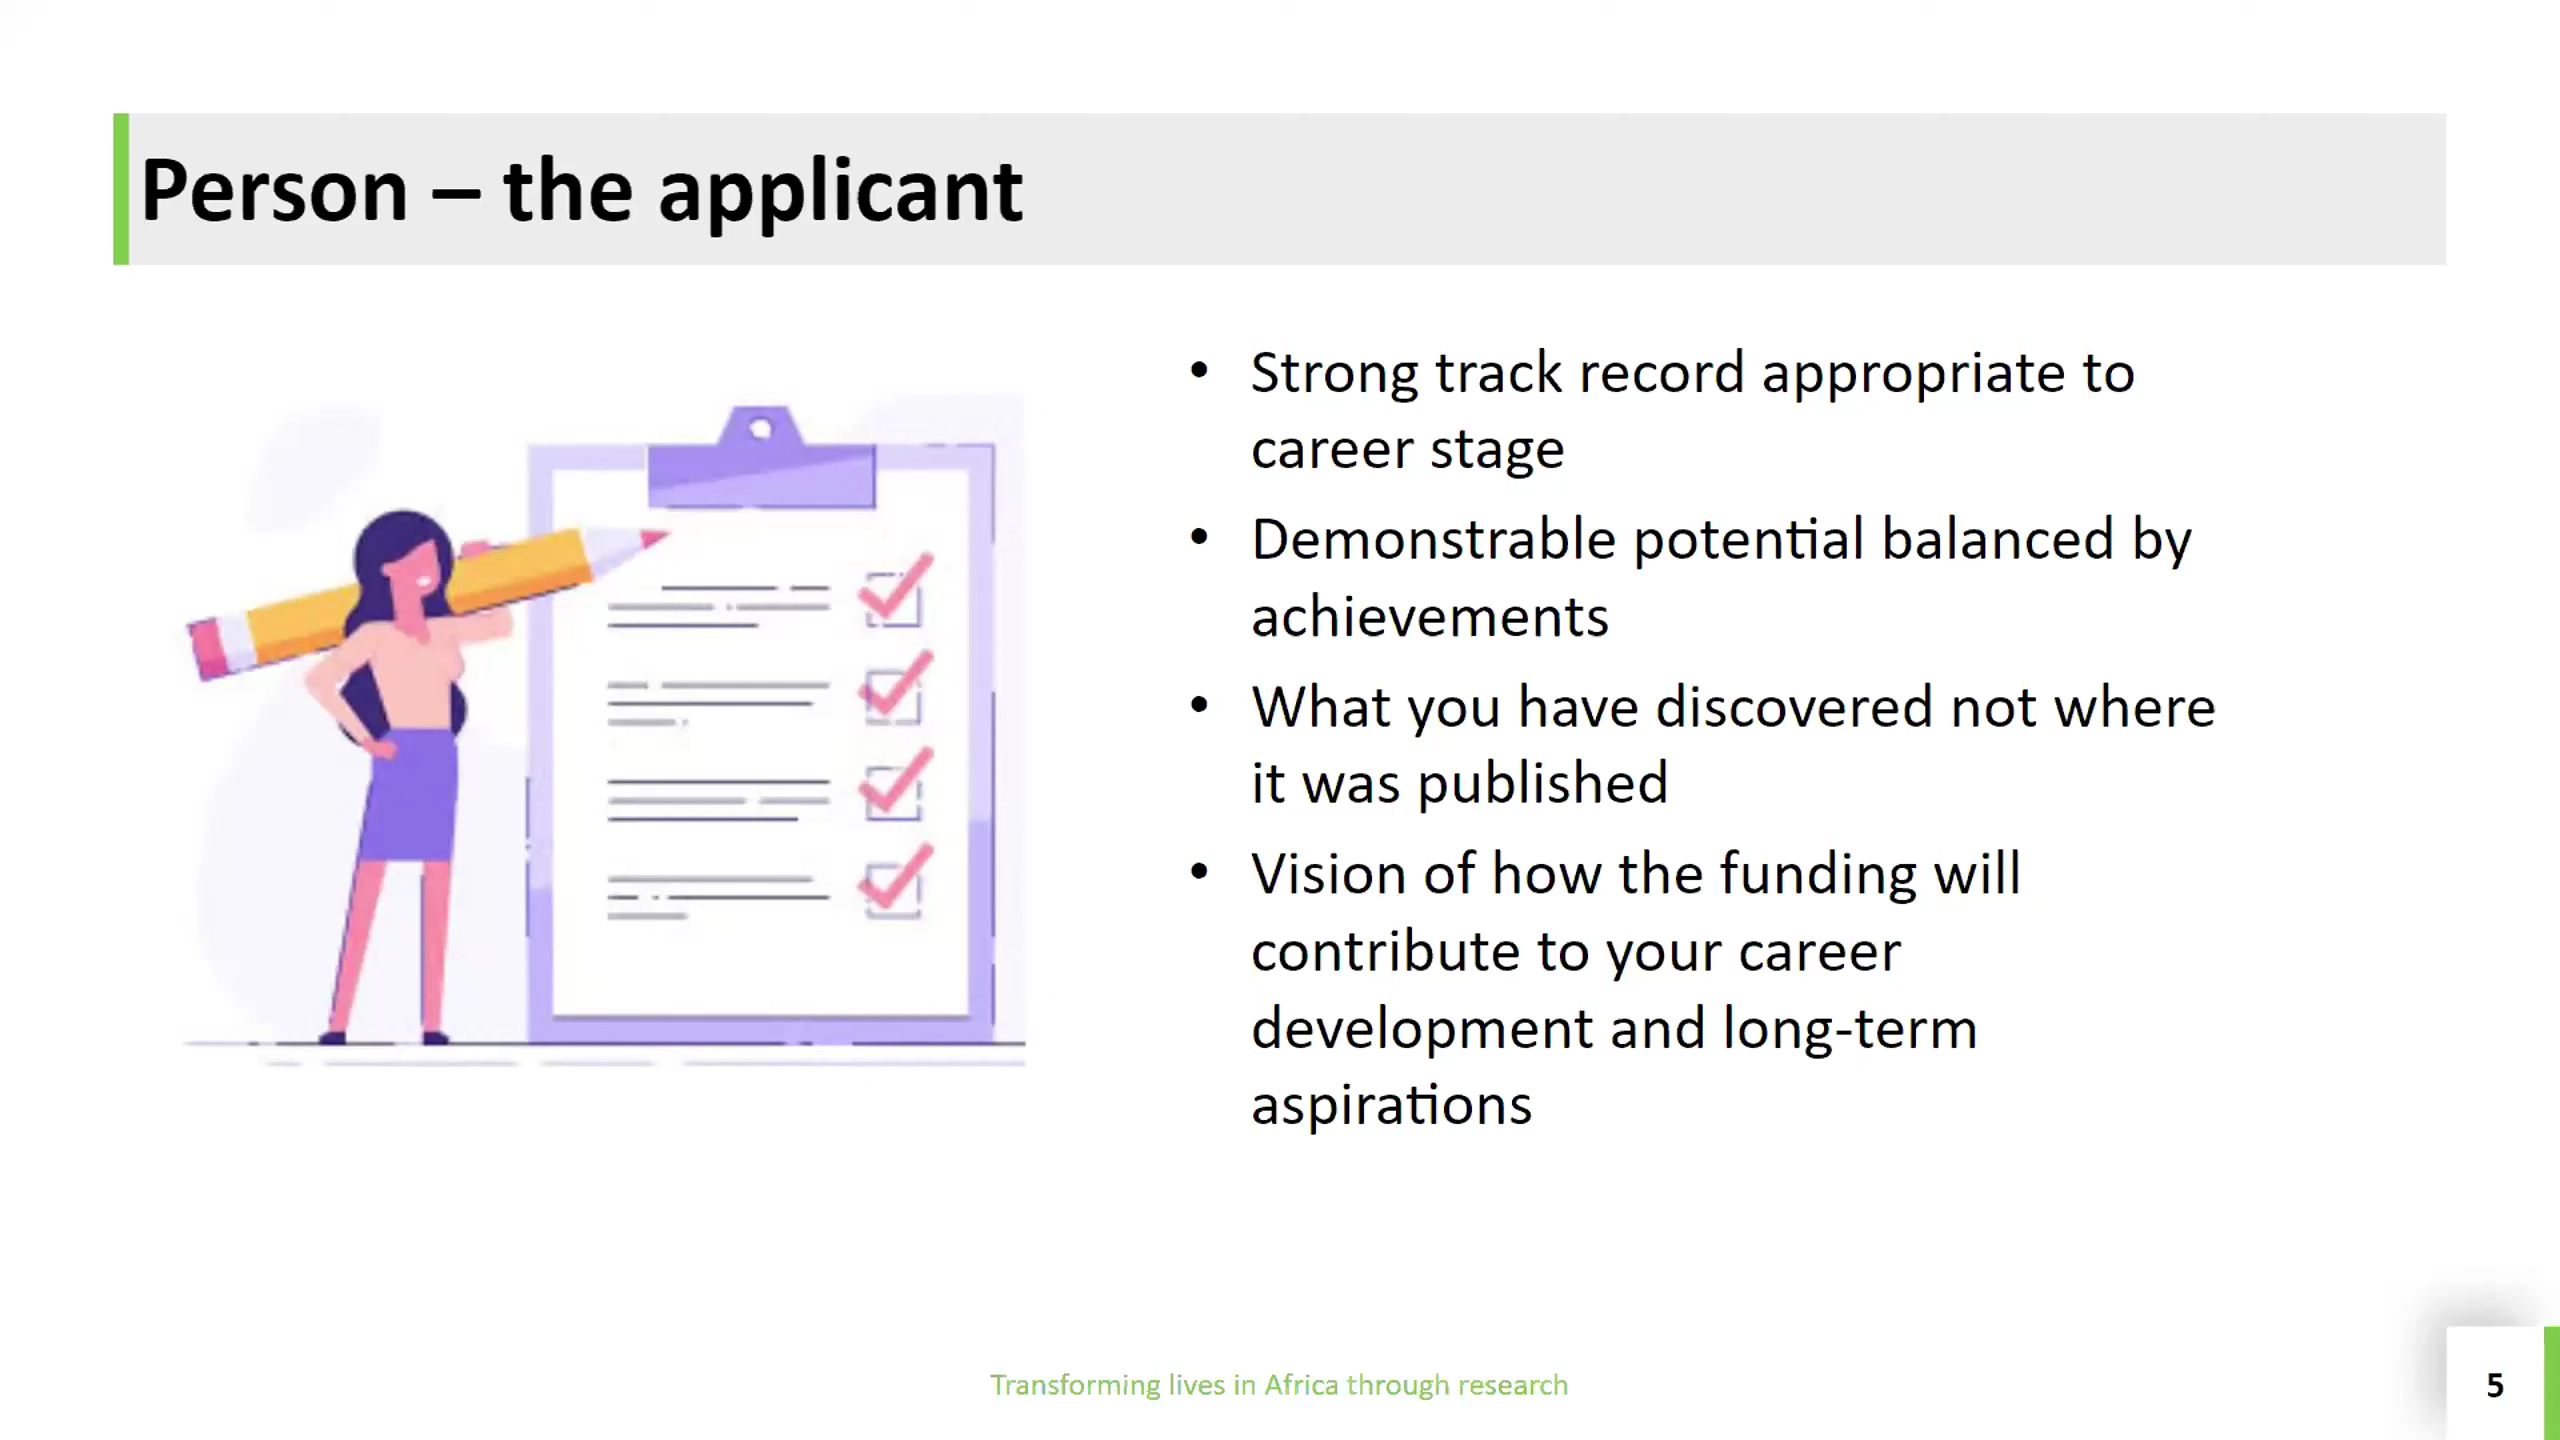 Person – the applicant
• Strong track record appropriate to
career stage
• Demonstrable potential balanced by
achievements
• What you have discovered not where
it was published
• Vision of how the funding will
contribute to your career
development and long-term
aspirations
Transforming lives in Africa through research
5